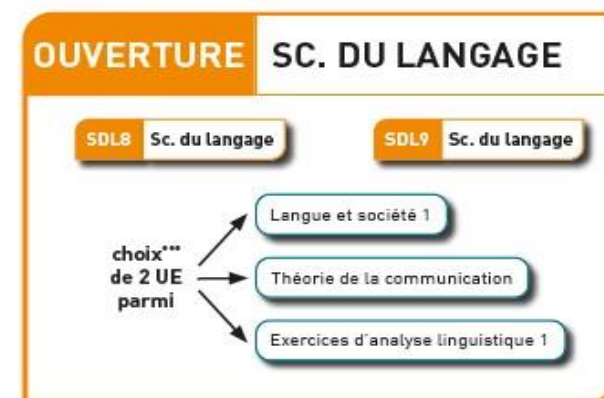 OUVERTURE SC. DU LANGAGE
SDL8 Sc. du langage
SDL9 Sc. du langage
choix***
de 2 UE
parmi
Langue et société 1
Théorie de la communication
Exercices d'analyse linguistique 1